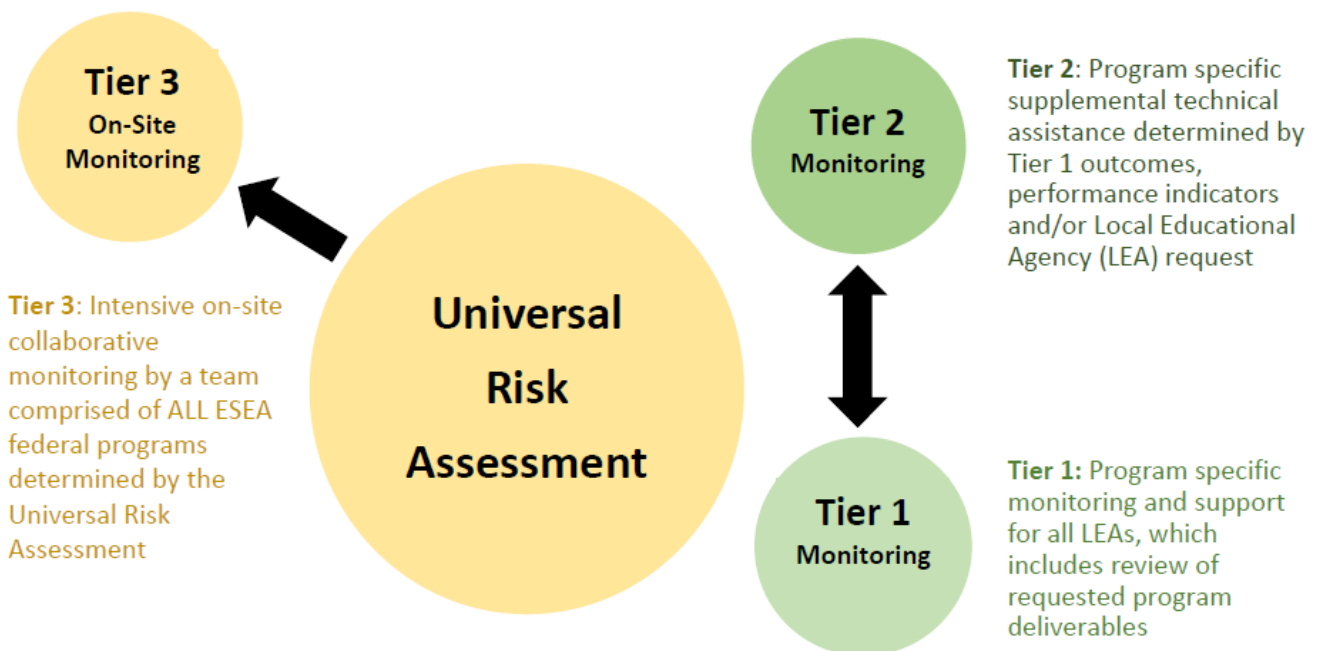 Tier 3
On-Site
Monitoring
Tier 3: Intensive on-site
collaborative
monitoring by a team
comprised of ALL ESEA
federal programs
determined by the
Universal Risk
Assessment
Universal
Risk
Assessment
Tier 2
Monitoring
Tier 2: Program specific
supplemental technical
assistance determined by
Tier 1 outcomes,
performance indicators
and/or Local Educational
Agency (LEA) request
Tier 1
Monitoring
Tier 1: Program specific
monitoring and support
for all LEAs, which
includes review of
requested program
deliverables